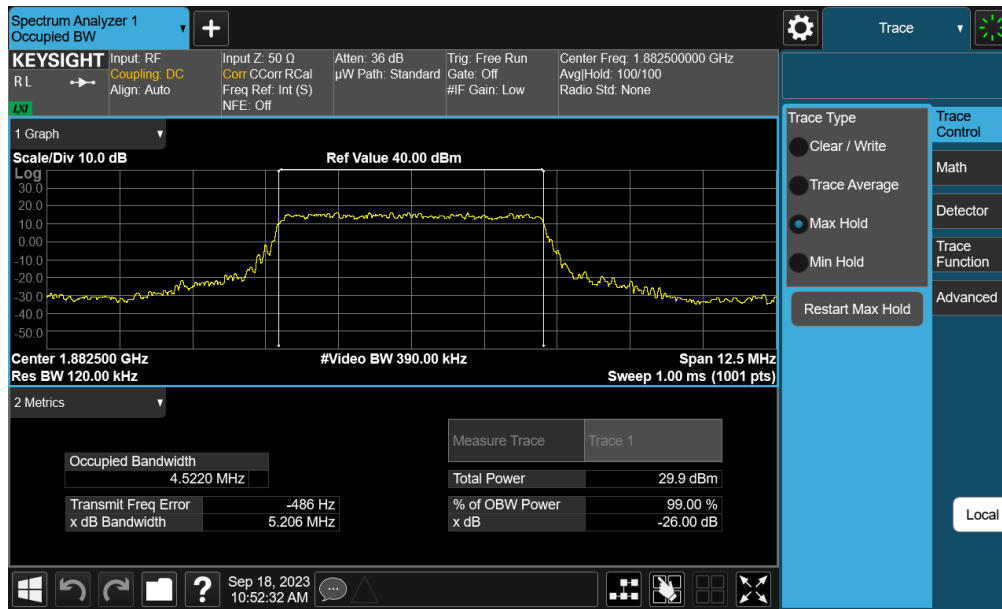 Spectrum Analyzer 1
Occupied BW
+
Trace
KEYSIGHT
R L
LXI
Input: RF
Coupling: DC
Align: Auto
Input Z: 50 Ω
Corr CCorr RCal
Freq Ref: Int (S)
NFE: Off
Atten: 36 dB
µW Path: Standard
Trig: Free Run
Gate: Off
#IF Gain: Low
Center Freq: 1.882500000 GHz
Avg|Hold: 100/100
Radio Std: None
1 Graph
Scale/Div 10.0 dB
Ref Value 40.00 dBm
Log
30.0
20.0
10.0
0.00
-10.0
-20.0
-30.0
-40.0
-50.0
Center 1.882500 GHz
#Video BW 390.00 kHz
Span 12.5 MHz
Res BW 120.00 kHz
Sweep 1.00 ms (1001 pts)
2 Metrics
Measure Trace
Trace 1
Occupied Bandwidth
4.5220 MHz
Total Power
29.9 dBm
Transmit Freq Error
-486 Hz
% of OBW Power
99.00 %
x dB Bandwidth
5.206 MHz
x dB
-26.00 dB
Trace Type
Clear / Write
Trace Average
Max Hold
Min Hold
Restart Max Hold
Trace
Control
Math
Detector
Trace
Function
Advanced
Local
?
Sep 18, 2023
10:52:32 AM